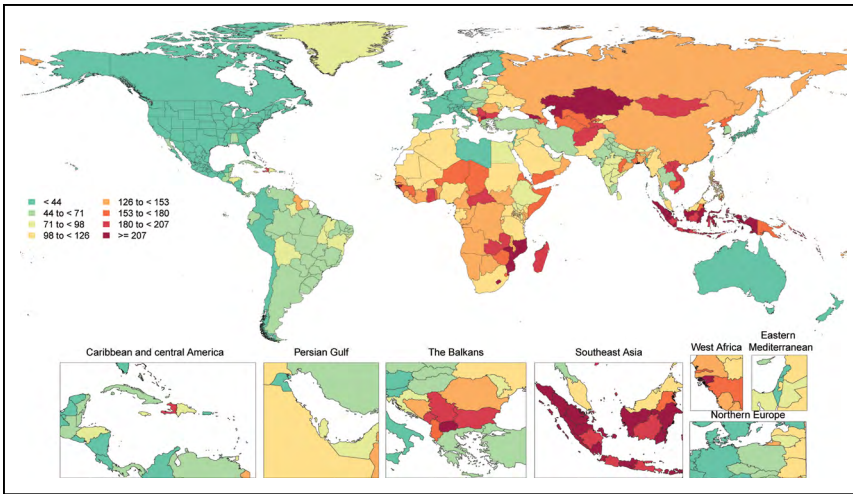 < 44
44 to < 71
71 to < 98
98 to < 126
126 to < 153
153 to < 180
180 to < 207
>= 207
Caribbean and central America
Persian Gulf
The Balkans
Southeast Asia
West Africa
Eastern
Mediterranean
Northern Europe